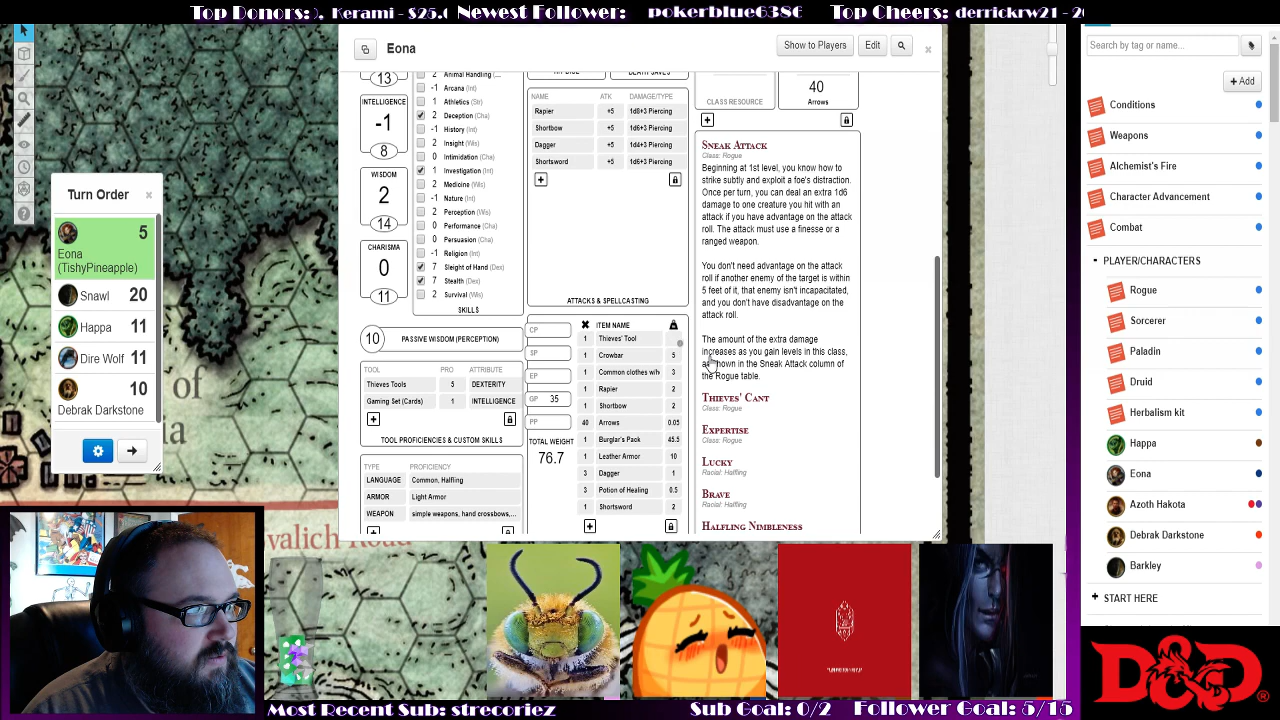 Top Donors: ), Kerami - $25.0
Newest Follower: pokerblue6386
Top Cheers: derrickrw21 - 20
Eona
Show to Players
Edit
Turn Order
Eona 5
(TishyPineapple)
Snawl 20
Happa 11
Dire Wolf 11
10
Debrak Darkstone
13
INTELLIGENCE
-1
8
WISDOM
2
14
CHARISMA
0
11
2 Animal Handling (...
-1 Arcana (Int)
1 Athletics (Str)
2 Deception (Cha)
-1 History (Int)
2 Insight (Wis)
0 Intimidation (Cha)
1 Investigation (Int)
2 Medicine (Wis)
-1 Nature (Int)
2 Perception (Wis)
0 Performance (Cha)
0 Persuasion (Cha)
-1 Religion (Int)
7 Sleight of Hand (Dex)
7 Stealth (Dex)
2 Survival (Wis)
SKILLS
10 PASSIVE WISDOM (PERCEPTION)
TOOL PRO ATTRIBUTE
Thieves Tools 5 DEXTERITY
Gaming Set (Cards) 1 INTELLIGENCE
TOOL PROFICIENCIES & CUSTOM SKILLS
TYPE PROFICIENCY
LANGUAGE Common, Halfling
ARMOR Light Armor
WEAPON simple weapons, hand crossbows,...
HIT DICE
DEATH SAVES
NAME ATK DAMAGE/TYPE
Rapier +5 1d8+3 Piercing
Shortbow +5 1d6+3 Piercing
Dagger +5 1d4+3 Piercing
Shortsword +5 1d6+3 Piercing
ATTACKS & SPELLCASTING
CP
SP
EP
GP 35
PP
TOTAL WEIGHT
76.7
ITEM NAME
1 Thieves' Tool
1 Crowbar 5
1 Common clothes w/h 3
1 Rapier 2
1 Shortbow 2
40 Arrows 0.05
1 Burglar's Pack 45.5
1 Leather Armor 10
3 Dagger 1
3 Potion of Healing 0.5
1 Shortsword 2
CLASS RESOURCE
40
Arrows
SNEAK ATTACK
Class: Rogue
Beginning at 1st level, you know how to
strike subtly and exploit a foe's distraction.
Once per turn, you can deal an extra 1d6
damage to one creature you hit with an
attack if you have advantage on the attack
roll. The attack must use a finesse or a
ranged weapon.
You don't need advantage on the attack
roll if another enemy of the target is within
5 feet of it, that enemy isn't incapacitated,
and you don't have disadvantage on the
attack roll.
The amount of the extra damage
increases as you gain levels in this class,
as shown in the Sneak Attack column of
the Rogue table.
THIEVES' CANT
Class: Rogue
EXPERTISE
Class: Rogue
LUCKY
Racial: Halfling
BRAVE
Racial: Halfling
HALFLING NIMBLENESS
Search by tag or name...
+ Add
Conditions
Weapons
Alchemist's Fire
Character Advancement
Combat
PLAYER/CHARACTERS
Rogue
Sorcerer
Paladin
Druid
Herbalism kit
Happa
Eona
Azoth Hakota
Debrak Darkstone
Barkley
START HERE
of
ia
valich Road
D&D
Most Recent Sub: strecoriez
Sub Goal: 0/2
Follower Goal: 5/15